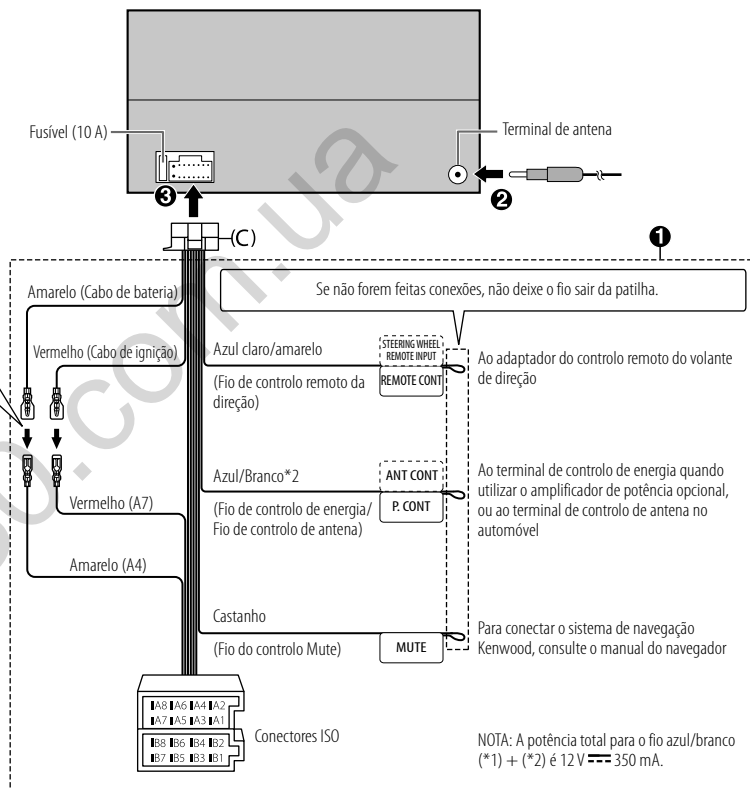 Fusível (10 A)
Terminal de antena
3
2
(C)
1
Se não forem feitas conexões, não deixe o fio sair da patilha.
Amarelo (Cabo de bateria)
Vermelho (Cabo de ignição)
Azul claro/amarelo
(Fio de controlo remoto da
direção)
STEERING WHEEL
REMOTE INPUT
REMOTE CONT
Ao adaptador do controlo remoto do volante
de direção
Azul/Branco*2
(Fio de controlo de energia/
Fio de controlo de antena)
ANT CONT
P. CONT
Ao terminal de controlo de energia quando
utilizar o amplificador de potência opcional,
ou ao terminal de controlo de antena no
automóvel
Vermelho (A7)
Amarelo (A4)
Castanho
(Fio do controlo Mute)
MUTE
Para conectar o sistema de navegação
Kenwood, consulte o manual do navegador
A8 A6 A4 A2
A7 A5 A3 A1
B8 B6 B4 B2
B7 B5 B3 B1
Conectores ISO
NOTA: A potência total para o fio azul/branco
(*1) + (*2) é 12 V ⎓ 350 mA.
o.com.ua